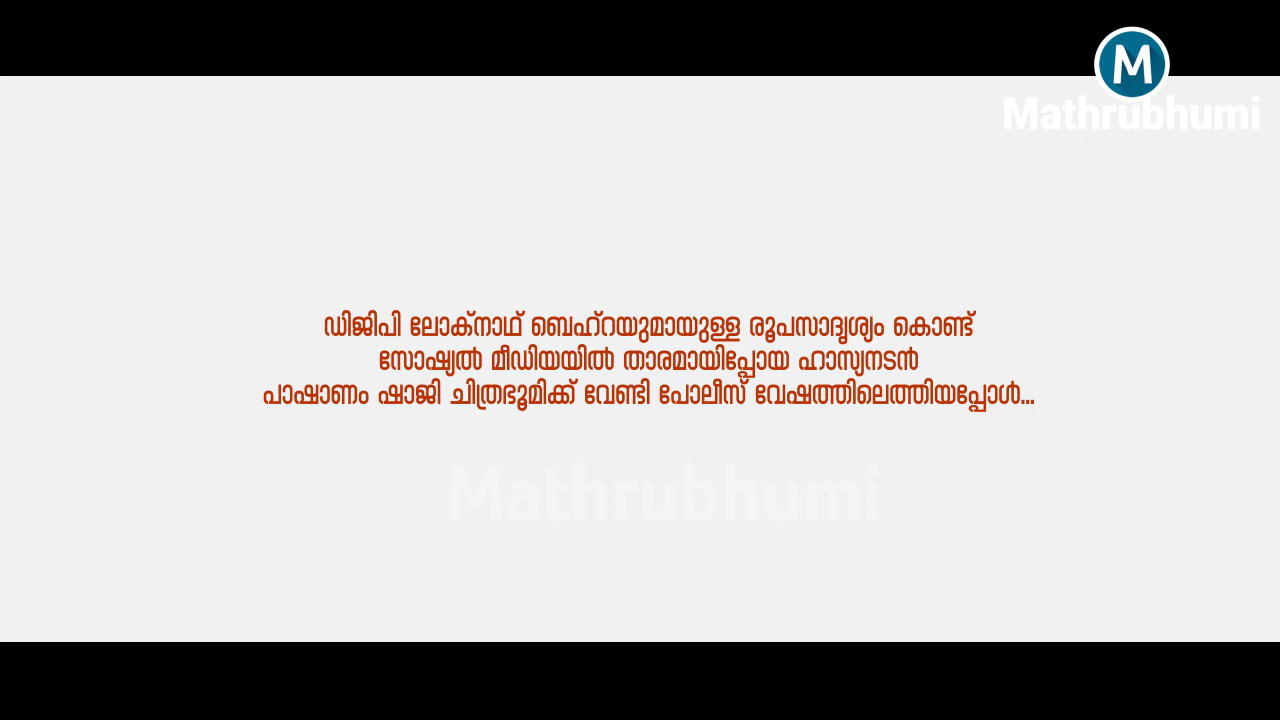 M
Mathrubhumi
ഡിജിപി ലോക്നാഥ് ബെഹ്റയുമായുള്ള രൂപസാദൃശ്യം കൊണ്ട്
സോഷ്യൽ മീഡിയയിൽ താരമായിപ്പോയ ഹാസ്യനടൻ
പാഷാണം ഷാജി ചിത്രഭൂമിക്ക് വേണ്ടി പോലീസ് വേഷത്തിലെത്തിയപ്പോൾ...
Mathrubhumi